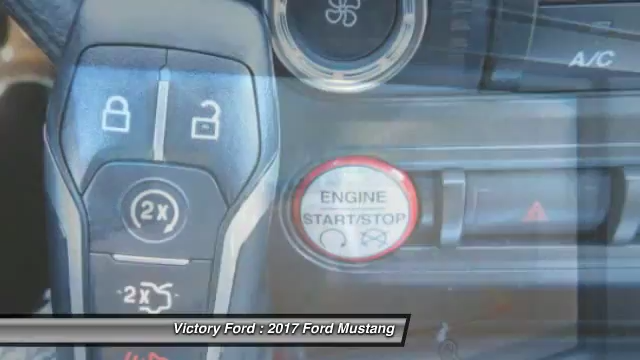 A/C
ENGINE
START/STOP
2x
2x
Victory Ford : 2017 Ford Mustang